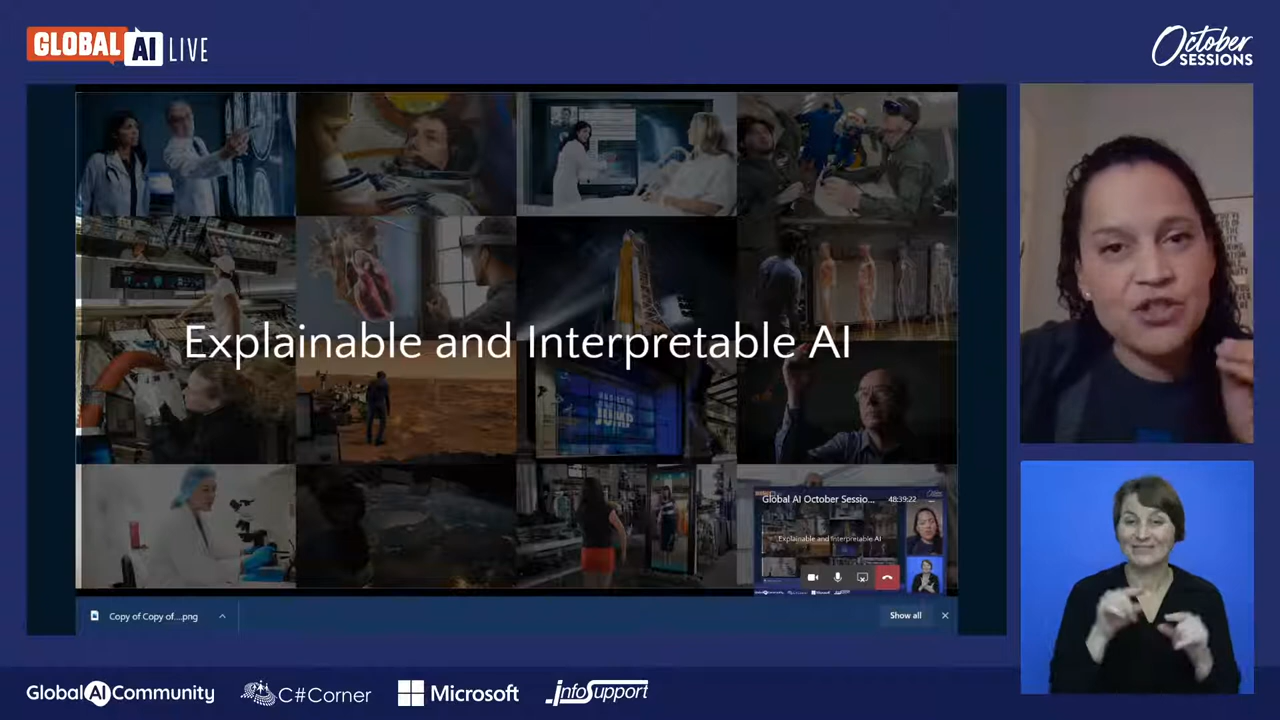 GLOBAL AI LIVE
October
SESSIONS
Explainable and Interpretable AI
Global AI October Sessio...
48:39:22
Explainable and Interpretable AI
Copy of Copy of....png
Show all
Global AI Community
C#Corner
Microsoft
InfoSupport